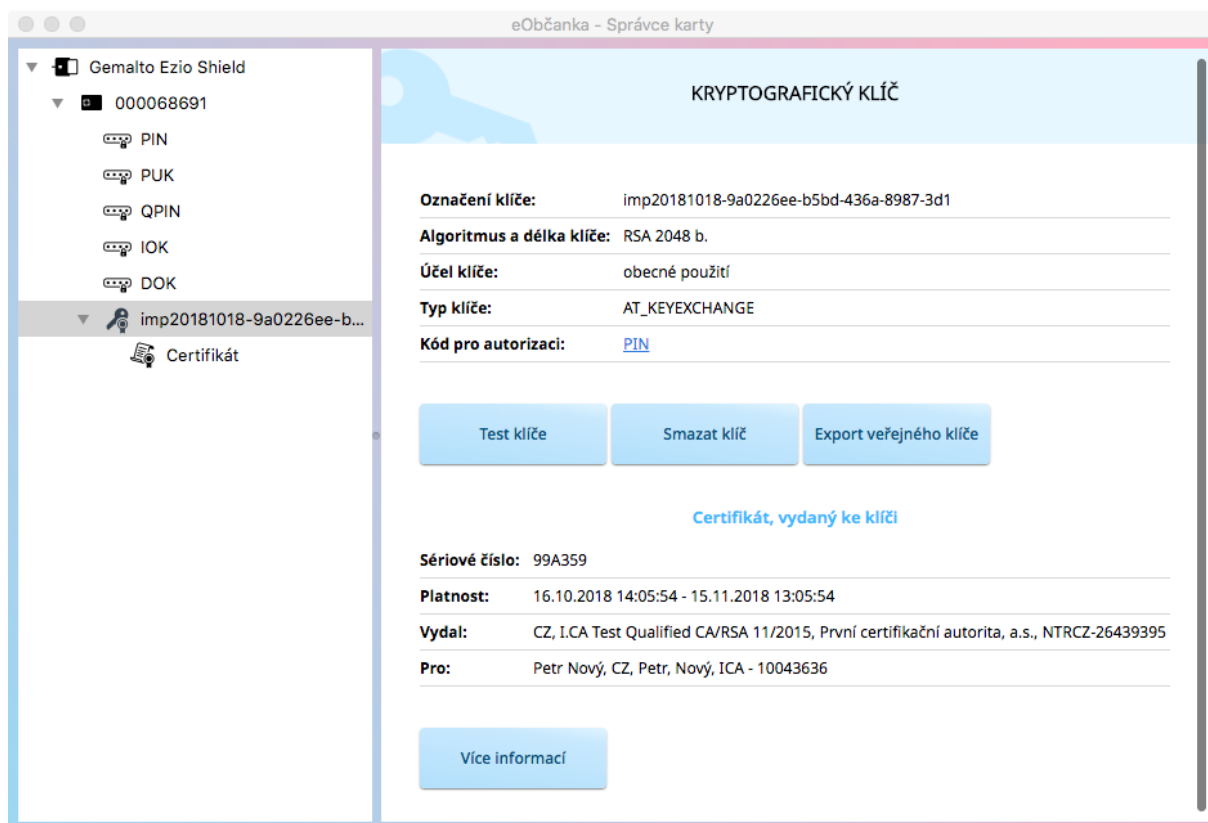 eObčanka - Správce karty
Gemalto Ezio Shield
000068691
PIN
PUK
QPIN
IOK
DOK
imp20181018-9a0226ee-b...
Certifikát
KRYPTOGRAFICKÝ KLÍČ
Označení klíče: imp20181018-9a0226ee-b5bd-436a-8987-3d1
Algoritmus a délka klíče: RSA 2048 b.
Účel klíče: obecné použití
Typ klíče: AT_KEYEXCHANGE
Kód pro autorizaci: PIN
Test klíče Smazat klíč Export veřejného klíče
Certifikát, vydaný ke klíči
Sériové číslo: 99A359
Platnost: 16.10.2018 14:05:54 - 15.11.2018 13:05:54
Vydal: CZ, I.CA Test Qualified CA/RSA 11/2015, První certifikační autorita, a.s., NTRCZ-26439395
Pro: Petr Nový, CZ, Petr, Nový, ICA - 10043636
Více informací